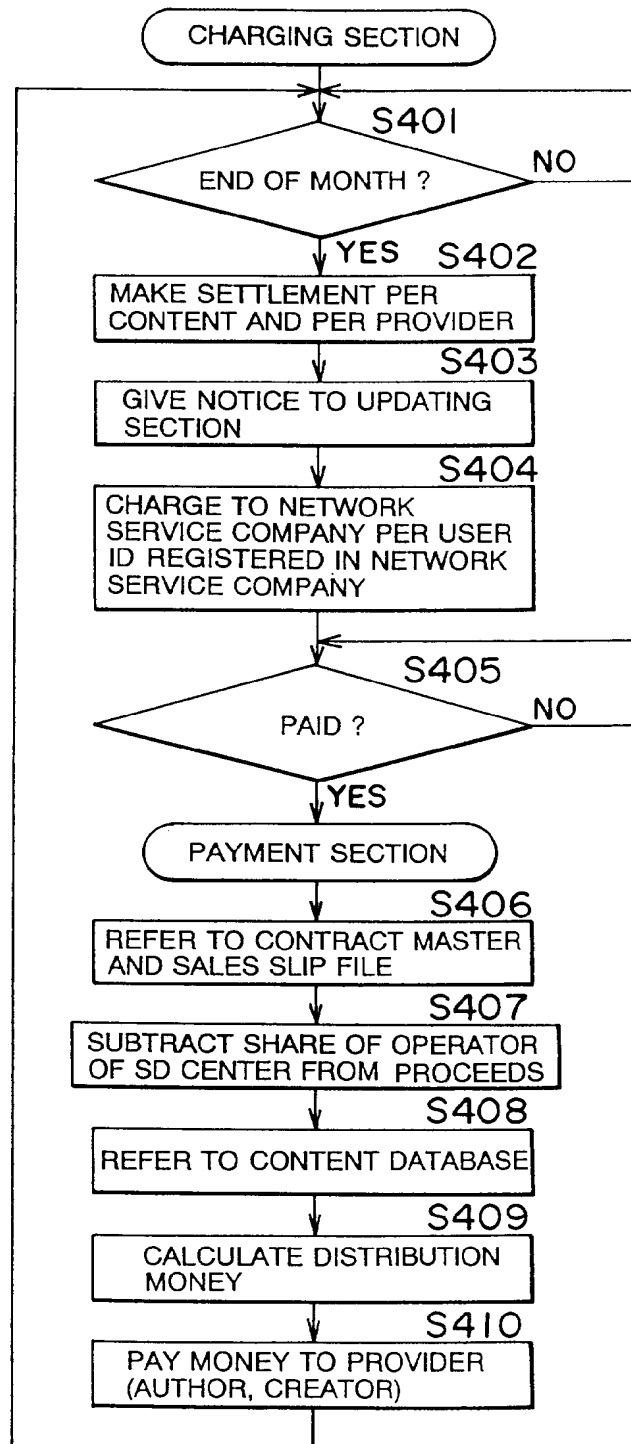 CHARGING SECTION
S401
END OF MONTH ?
NO
YES
S402
MAKE SETTLEMENT PER
CONTENT AND PER PROVIDER
S403
GIVE NOTICE TO UPDATING
SECTION
S404
CHARGE TO NETWORK
SERVICE COMPANY PER USER
ID REGISTERED IN NETWORK
SERVICE COMPANY
S405
PAID ?
NO
YES
PAYMENT SECTION
S406
REFER TO CONTRACT MASTER
AND SALES SLIP FILE
S407
SUBTRACT SHARE OF OPERATOR
OF SD CENTER FROM PROCEEDS
S408
REFER TO CONTENT DATABASE
S409
CALCULATE DISTRIBUTION
MONEY
S410
PAY MONEY TO PROVIDER
(AUTHOR, CREATOR)